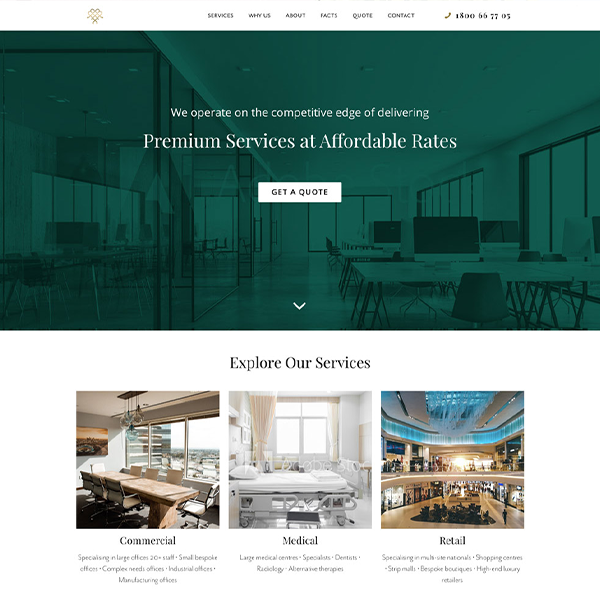 SERVICES WHY US ABOUT FACTS QUOTE CONTACT 1800 66 77 05
We operate on the competitive edge of delivering
Premium Services at Affordable Rates
GET A QUOTE
Explore Our Services
Commercial
Specialising in large offices 20+ staff • Small bespoke
offices • Complex needs offices • Industrial offices •
Manufacturing offices
Medical
Large medical centres • Specialists • Dentists •
Radiology • Alternative therapies
Retail
Specialising in multi-site nationals • Shopping centres
• Strip malls • Bespoke boutiques • High-end luxury
retailers